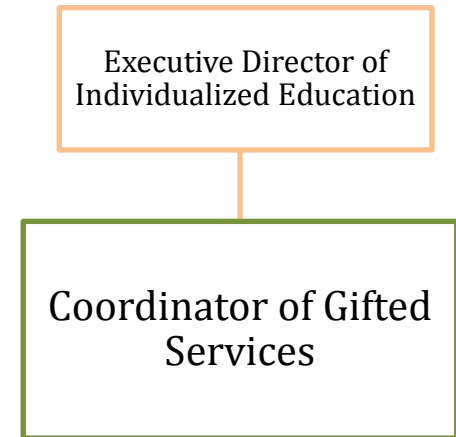 Executive Director of
Individualized Education
Coordinator of Gifted
Services